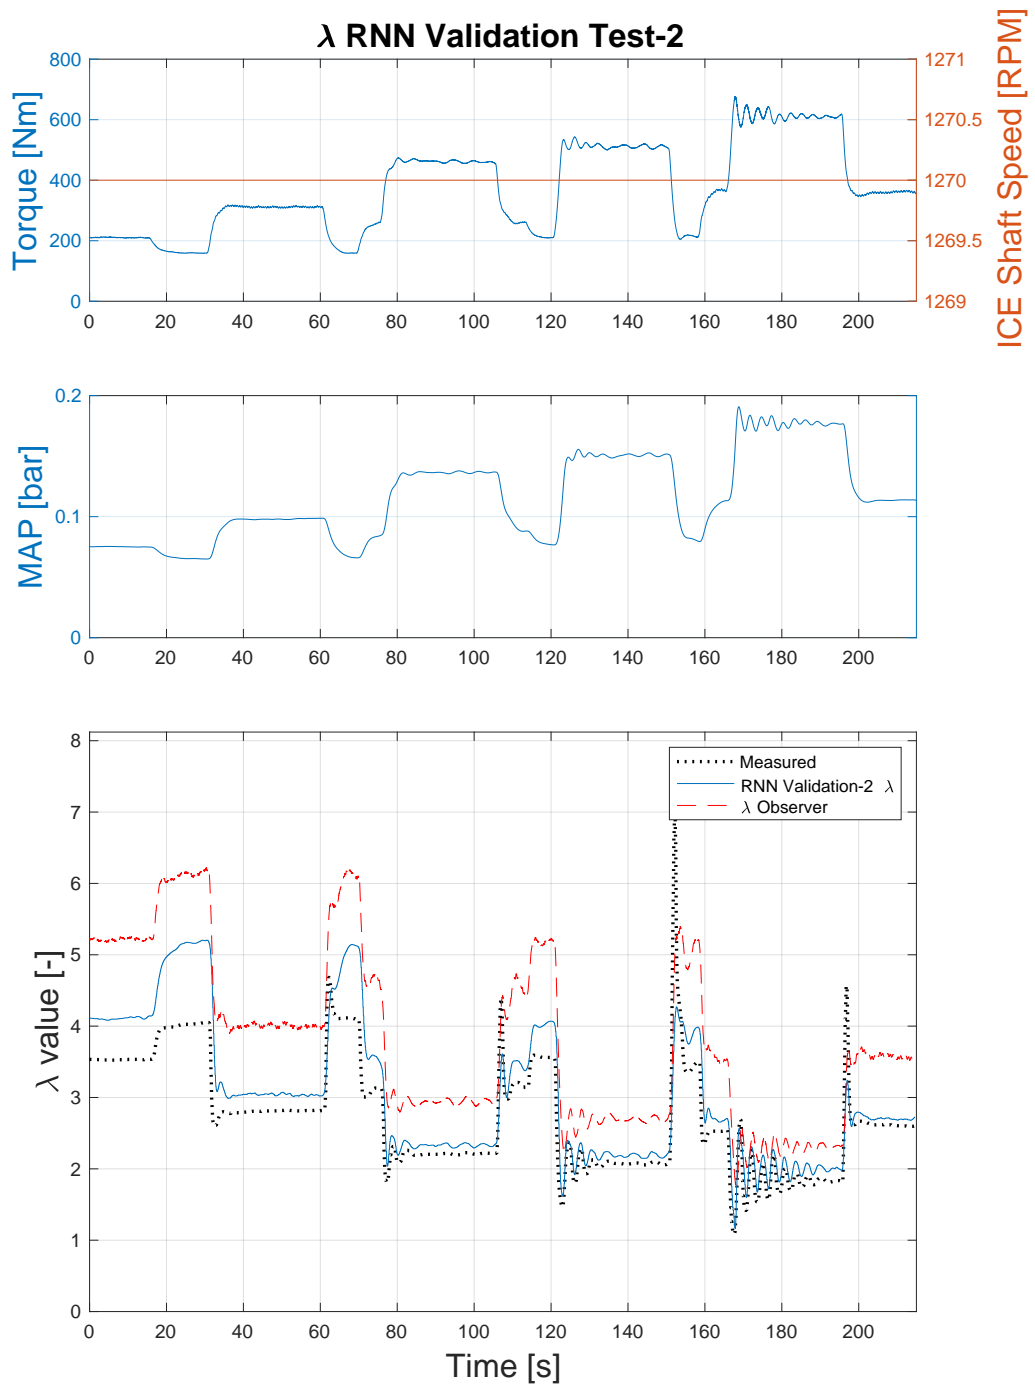 λ RNN Validation Test-2
Torque [Nm]
800
600
400
200
0
0 20 40 60 80 100 120 140 160 180 200
1271
1270.5
1270
1269.5
1269
ICE Shaft Speed [RPM]
MAP [bar]
0.2
0.1
0
0 20 40 60 80 100 120 140 160 180 200
λ value [-]
8
7
6
5
4
3
2
1
0
Measured
RNN Validation-2 λ
λ Observer
0 20 40 60 80 100 120 140 160 180 200
Time [s]